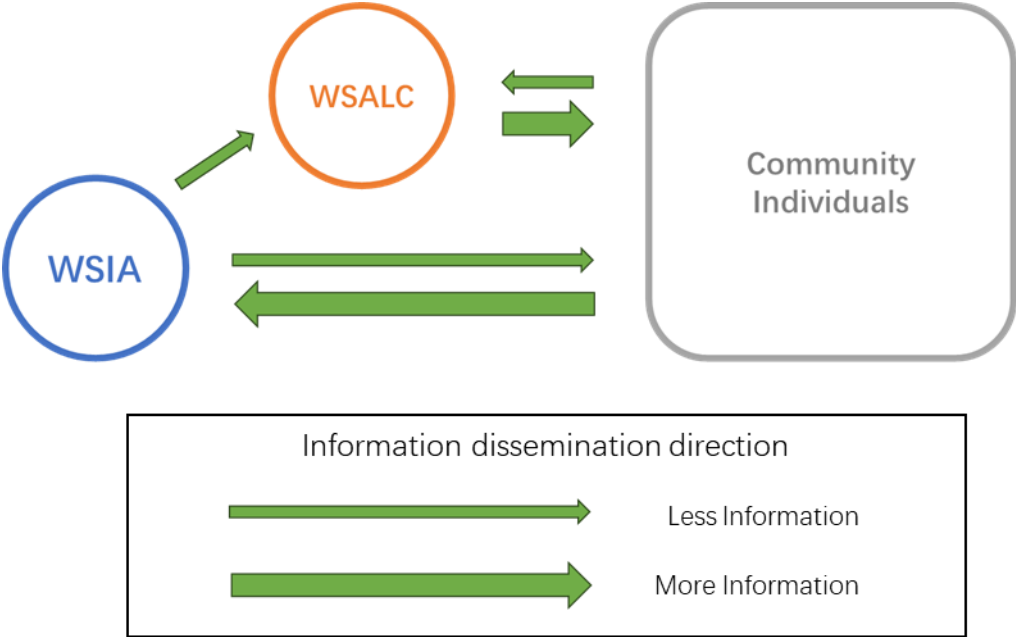 WSALC
Community
Individuals
WSIA
Information dissemination direction
Less Information
More Information